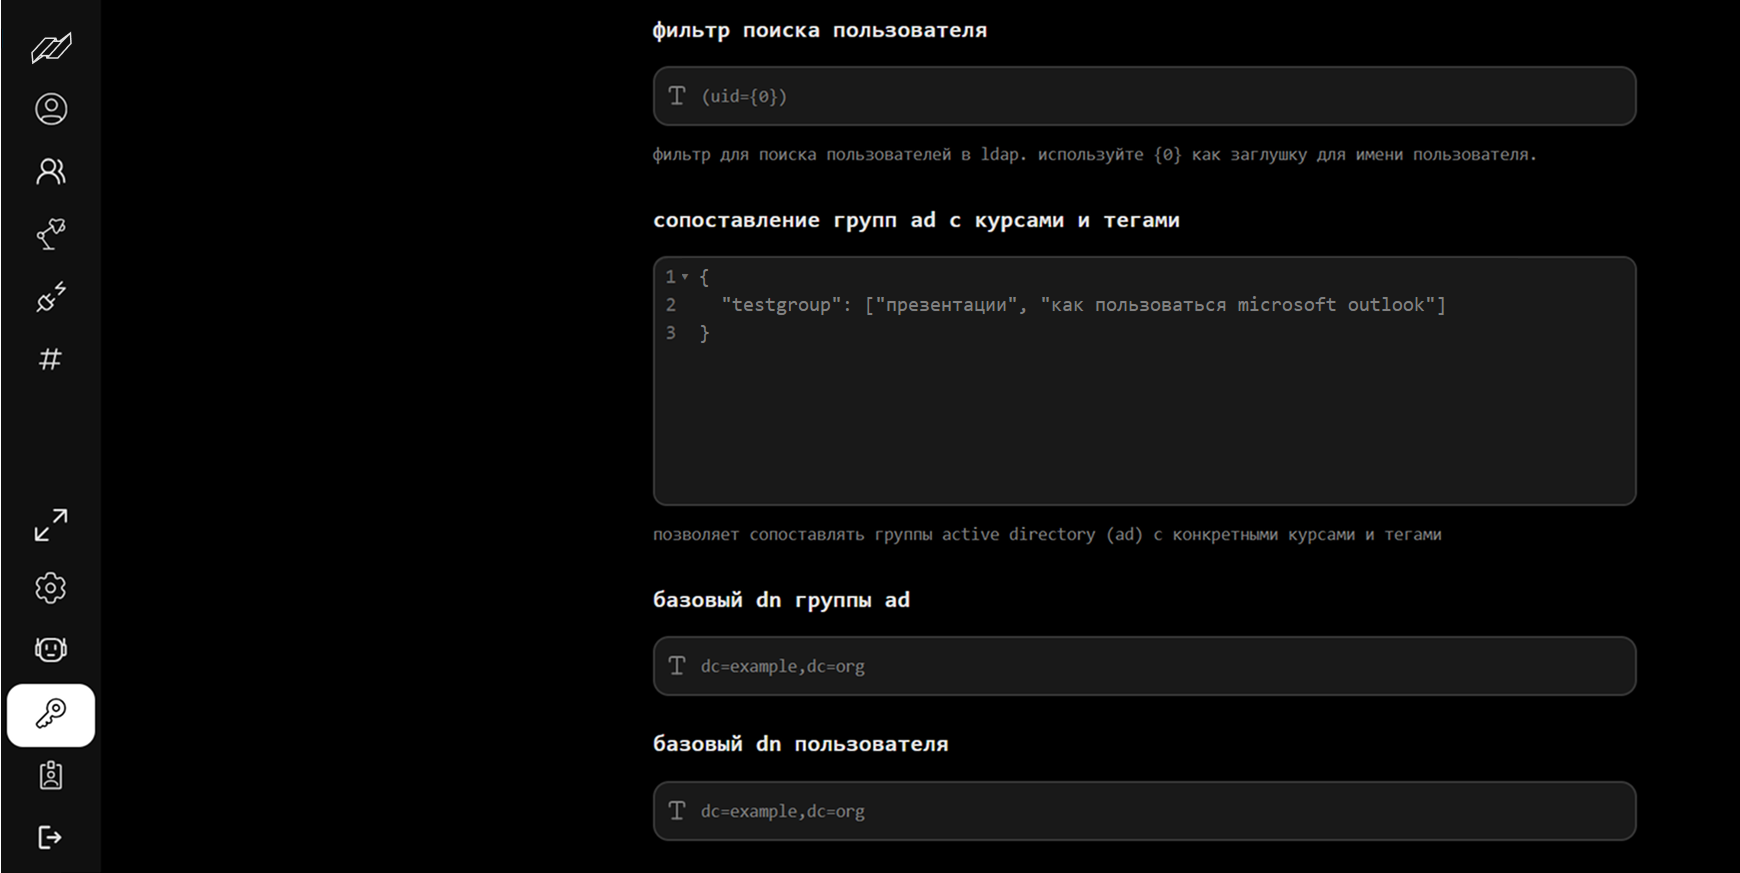 фильтр поиска пользователя
(uid={0})
фильтр для поиска пользователей в ldap. используйте {0} как заглушку для имени пользователя.
сопоставление групп ad с курсами и тегами
1 {
2 "testgroup": ["презентации", "как пользоваться microsoft outlook"]
3 }
позволяет сопоставлять группы active directory (ad) с конкретными курсами и тегами
базовый dn группы ad
dc=example,dc=org
базовый dn пользователя
dc=example,dc=org